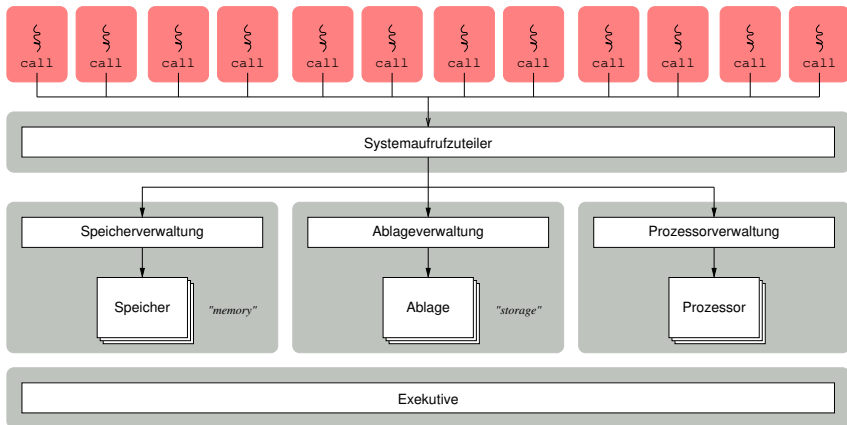 call call call call call call call call call call call call
Systemaufrufzuteiler
Speicherverwaltung Ablageverwaltung Prozessorverwaltung
Speicher "memory" Ablage "storage" Prozessor
Exekutive